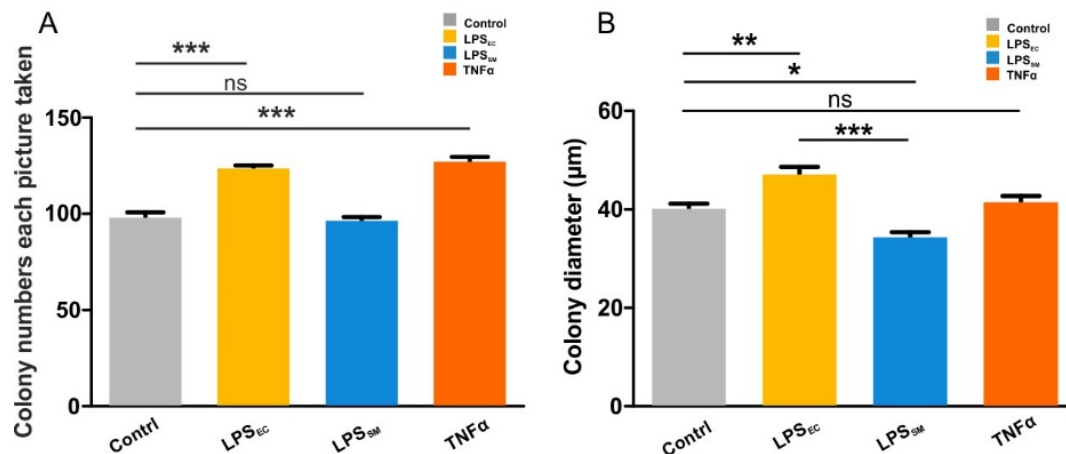 A
Control
LPSEC
LPSSM
TNFα
***
ns
***
Colony numbers each picture taken
150
100
50
0
Contrl
LPSEC
LPSSM
TNFα
B
Control
LPSEC
LPSSM
TNFα
**
*
ns
***
Colony diameter (μm)
60
40
20
0
Control
LPSEC
LPSSM
TNFα